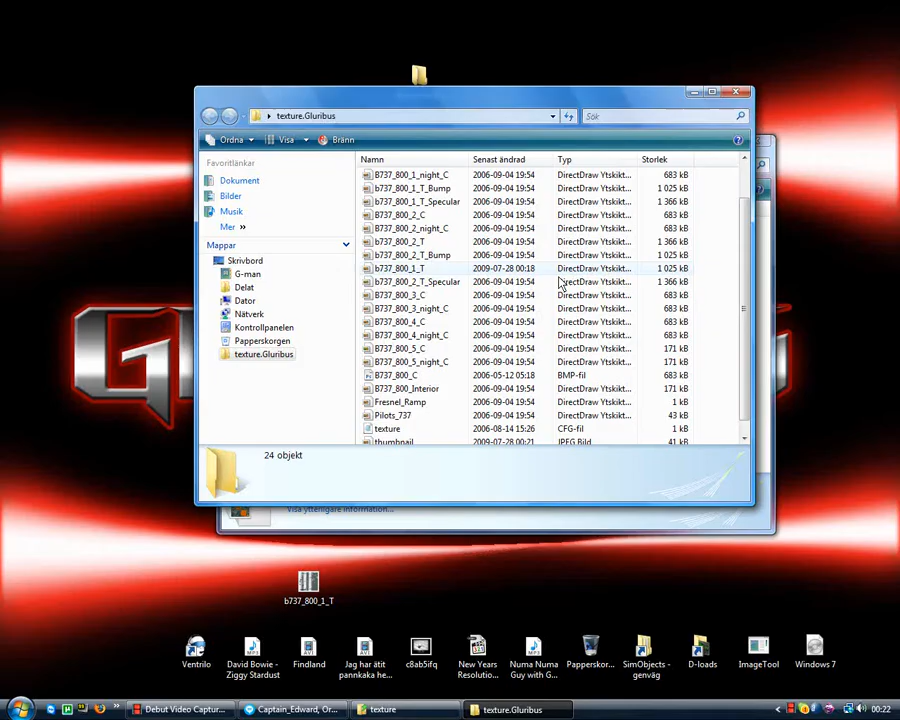 texture.Gluribus
Sök
Ordna
Visa
Bränn
Favoritlänkar
Dokument
Bilder
Musik
Mer »
Mappar
Skrivbord
G-man
Delat
Dator
Nätverk
Kontrollpanelen
Papperskorgen
texture.Gluribus
Namn Senast ändrad Typ Storlek
B737_800_1_night_C 2006-09-04 19:54 DirectDraw Ytskikt... 683 kB
B737_800_1_T_Bump 2006-09-04 19:54 DirectDraw Ytskikt... 1 025 kB
b737_800_1_T_Specular 2006-09-04 19:54 DirectDraw Ytskikt... 1 366 kB
B737_800_2_C 2006-09-04 19:54 DirectDraw Ytskikt... 683 kB
B737_800_2_night_C 2006-09-04 19:54 DirectDraw Ytskikt... 683 kB
b737_800_2_T 2006-09-04 19:54 DirectDraw Ytskikt... 1 366 kB
B737_800_2_T_Bump 2006-09-04 19:54 DirectDraw Ytskikt... 1 025 kB
b737_800_1_T 2009-07-28 00:18 DirectDraw Ytskikt... 1 025 kB
b737_800_2_T_Specular 2006-09-04 19:54 DirectDraw Ytskikt... 1 366 kB
B737_800_3_C 2006-09-04 19:54 DirectDraw Ytskikt... 683 kB
B737_800_3_night_C 2006-09-04 19:54 DirectDraw Ytskikt... 683 kB
B737_800_4_C 2006-09-04 19:54 DirectDraw Ytskikt... 683 kB
B737_800_4_night_C 2006-09-04 19:54 DirectDraw Ytskikt... 683 kB
B737_800_5_C 2006-09-04 19:54 DirectDraw Ytskikt... 171 kB
B737_800_5_night_C 2006-09-04 19:54 DirectDraw Ytskikt... 171 kB
B737_800_C 2006-05-12 05:18 BMP-fil 683 kB
B737_800_Interior 2006-09-04 19:54 DirectDraw Ytskikt... 171 kB
Fresnel_Ramp 2006-09-04 19:54 DirectDraw Ytskikt... 1 kB
Pilots_737 2006-09-04 19:54 DirectDraw Ytskikt... 43 kB
texture 2006-08-14 15:26 CFG-fil 1 kB
thumbnail 2009-07-28 00:21 JPEG Bild 41 kB
24 objekt
Visa ytterligare information...
b737_800_1_T
Ventrilo
David Bowie -
Ziggy Stardust
Findland
Jag har ätit
pannkaka he...
c8ab5ifq
New Years
Resolution...
Numa Numa
Guy with G...
Papperskor...
SimObjects -
genväg
D-loads
ImageTool
Windows 7
Debut Video Captur...
Captain_Edward, Or...
texture
texture.Gluribus
00:22